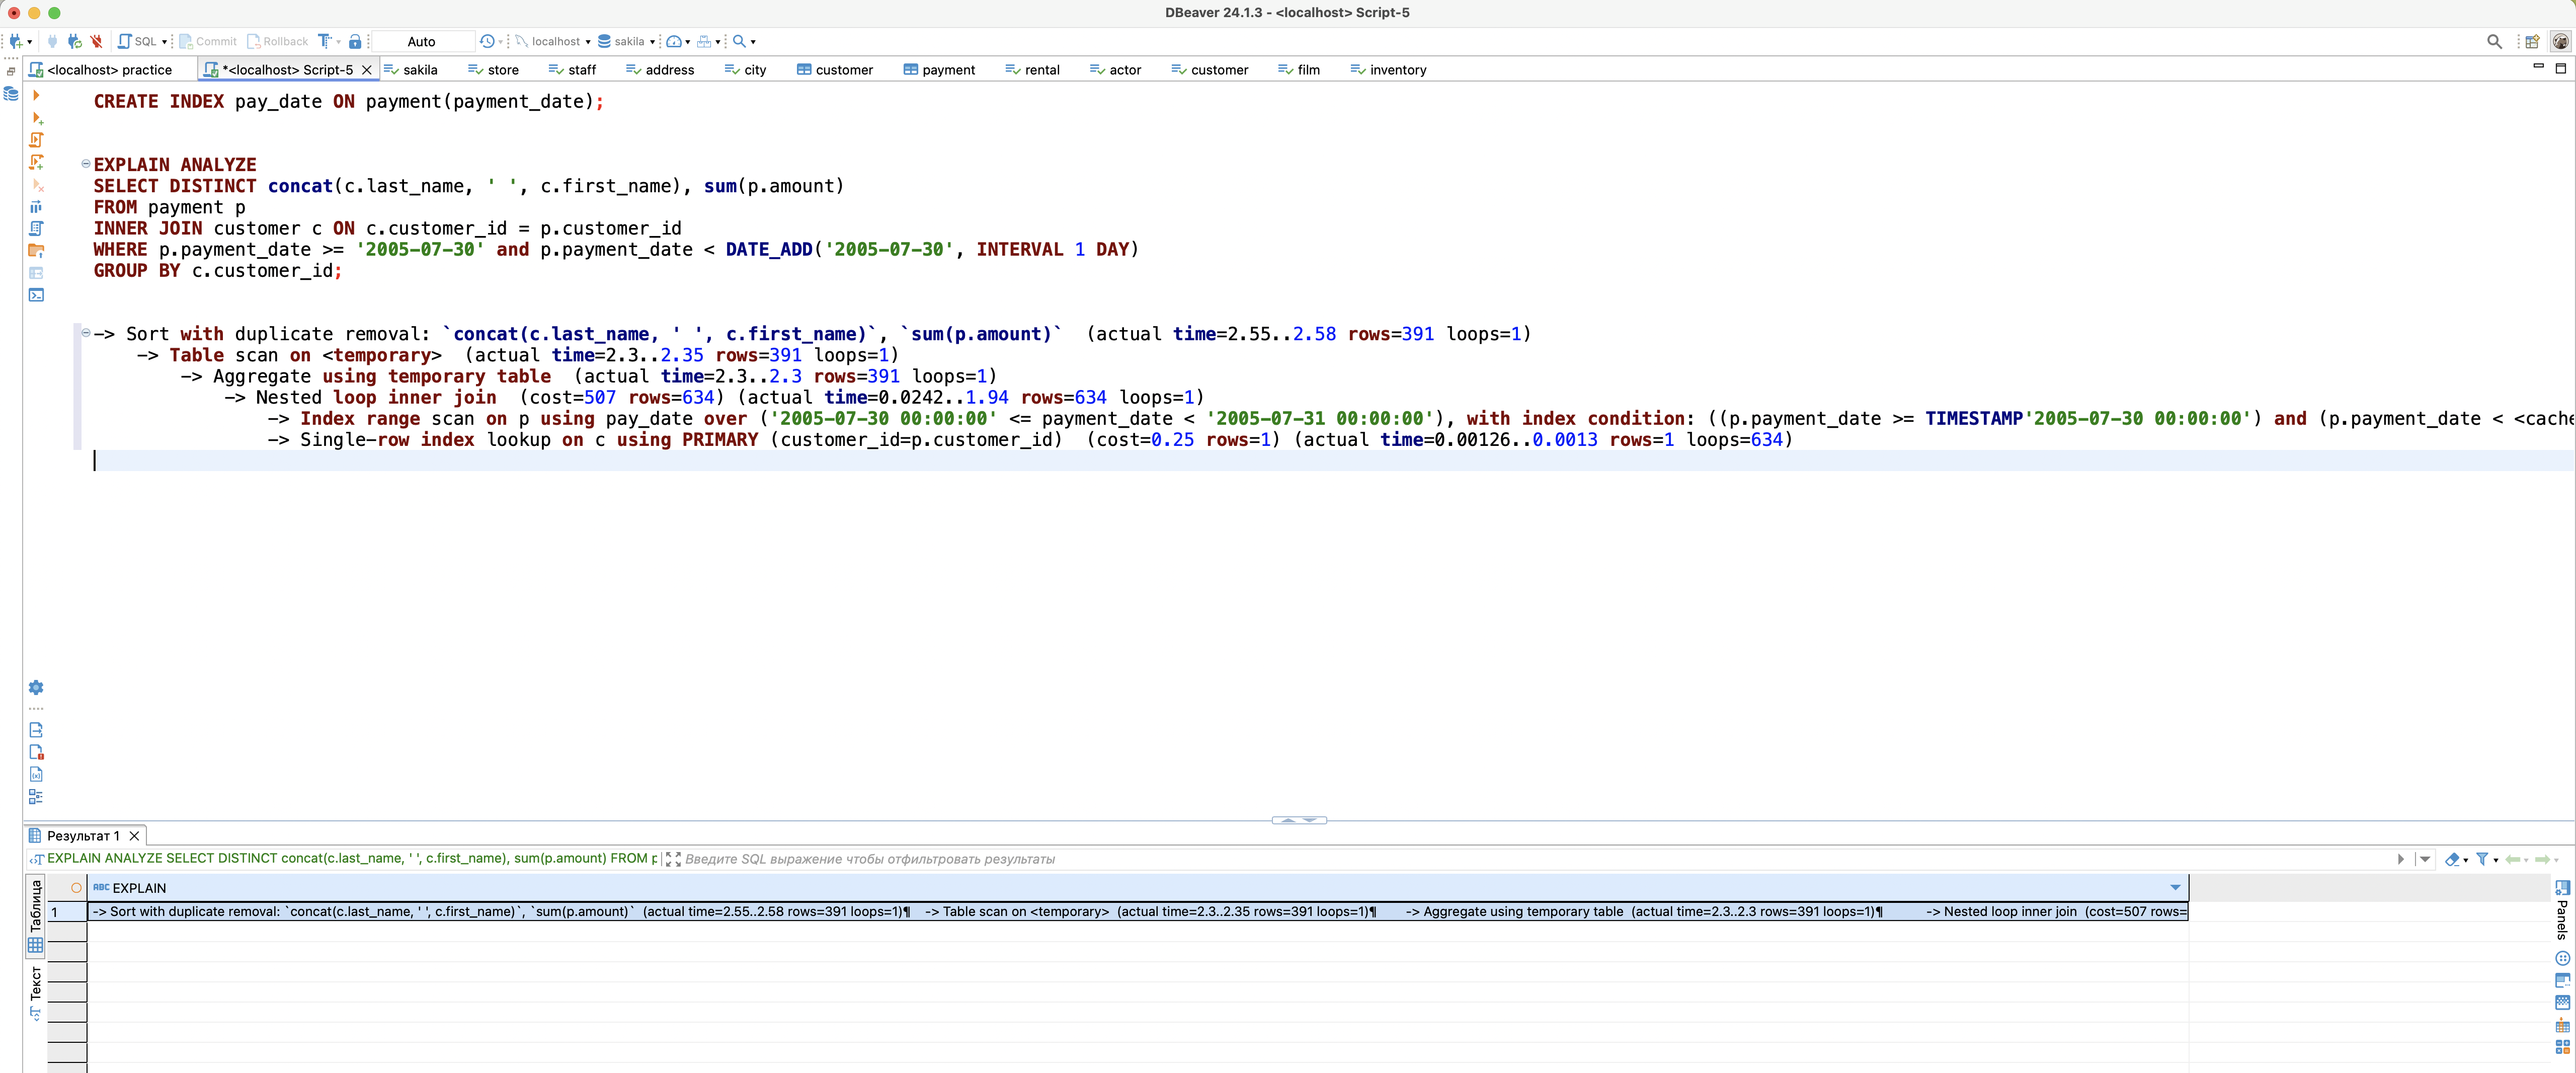 DBeaver 24.1.3 - <localhost> Script-5
SQL Commit Rollback Auto localhost sakila
<localhost> practice *<localhost> Script-5 sakila store staff address city customer payment rental actor customer film inventory
CREATE INDEX pay_date ON payment(payment_date);
EXPLAIN ANALYZE
SELECT DISTINCT concat(c.last_name, ' ', c.first_name), sum(p.amount)
FROM payment p
INNER JOIN customer c ON c.customer_id = p.customer_id
WHERE p.payment_date >= '2005-07-30' and p.payment_date < DATE_ADD('2005-07-30', INTERVAL 1 DAY)
GROUP BY c.customer_id;
-> Sort with duplicate removal: `concat(c.last_name, ' ', c.first_name)`, `sum(p.amount)`  (actual time=2.55..2.58 rows=391 loops=1)
-> Table scan on <temporary>  (actual time=2.3..2.35 rows=391 loops=1)
-> Aggregate using temporary table  (actual time=2.3..2.3 rows=391 loops=1)
-> Nested loop inner join  (cost=507 rows=634) (actual time=0.0242..1.94 rows=634 loops=1)
-> Index range scan on p using pay_date over ('2005-07-30 00:00:00' <= payment_date < '2005-07-31 00:00:00'), with index condition: ((p.payment_date >= TIMESTAMP'2005-07-30 00:00:00') and (p.payment_date < <cache
-> Single-row index lookup on c using PRIMARY (customer_id=p.customer_id)  (cost=0.25 rows=1) (actual time=0.00126..0.0013 rows=1 loops=634)
Результат 1
EXPLAIN ANALYZE SELECT DISTINCT concat(c.last_name, ' ', c.first_name), sum(p.amount) FROM p Введите SQL выражение чтобы отфильтровать результаты
Таблица
ABC EXPLAIN
1 -> Sort with duplicate removal: `concat(c.last_name, ' ', c.first_name)`, `sum(p.amount)`  (actual time=2.55..2.58 rows=391 loops=1)¶ -> Table scan on <temporary>  (actual time=2.3..2.35 rows=391 loops=1)¶ -> Aggregate using temporary table  (actual time=2.3..2.3 rows=391 loops=1)¶ -> Nested loop inner join  (cost=507 rows=
Panels
Текст